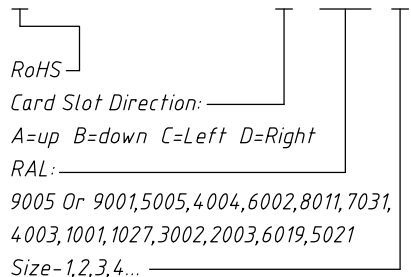 RoHS
Card Slot Direction:
A=up B=down C=Left D=Right
RAL:
9005 Or 9001,5005,4004,6002,8011,7031,
4003,1001,1027,3002,2003,6019,5021
Size-1,2,3,4...